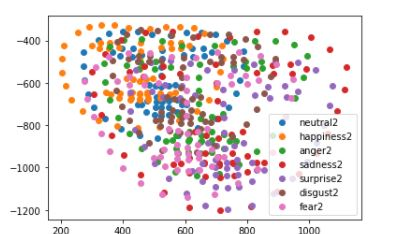 −400
−600
−800
−1000
−1200
200
400
600
800
1000
neutral2
happiness2
anger2
sadness2
surprise2
disgust2
fear2